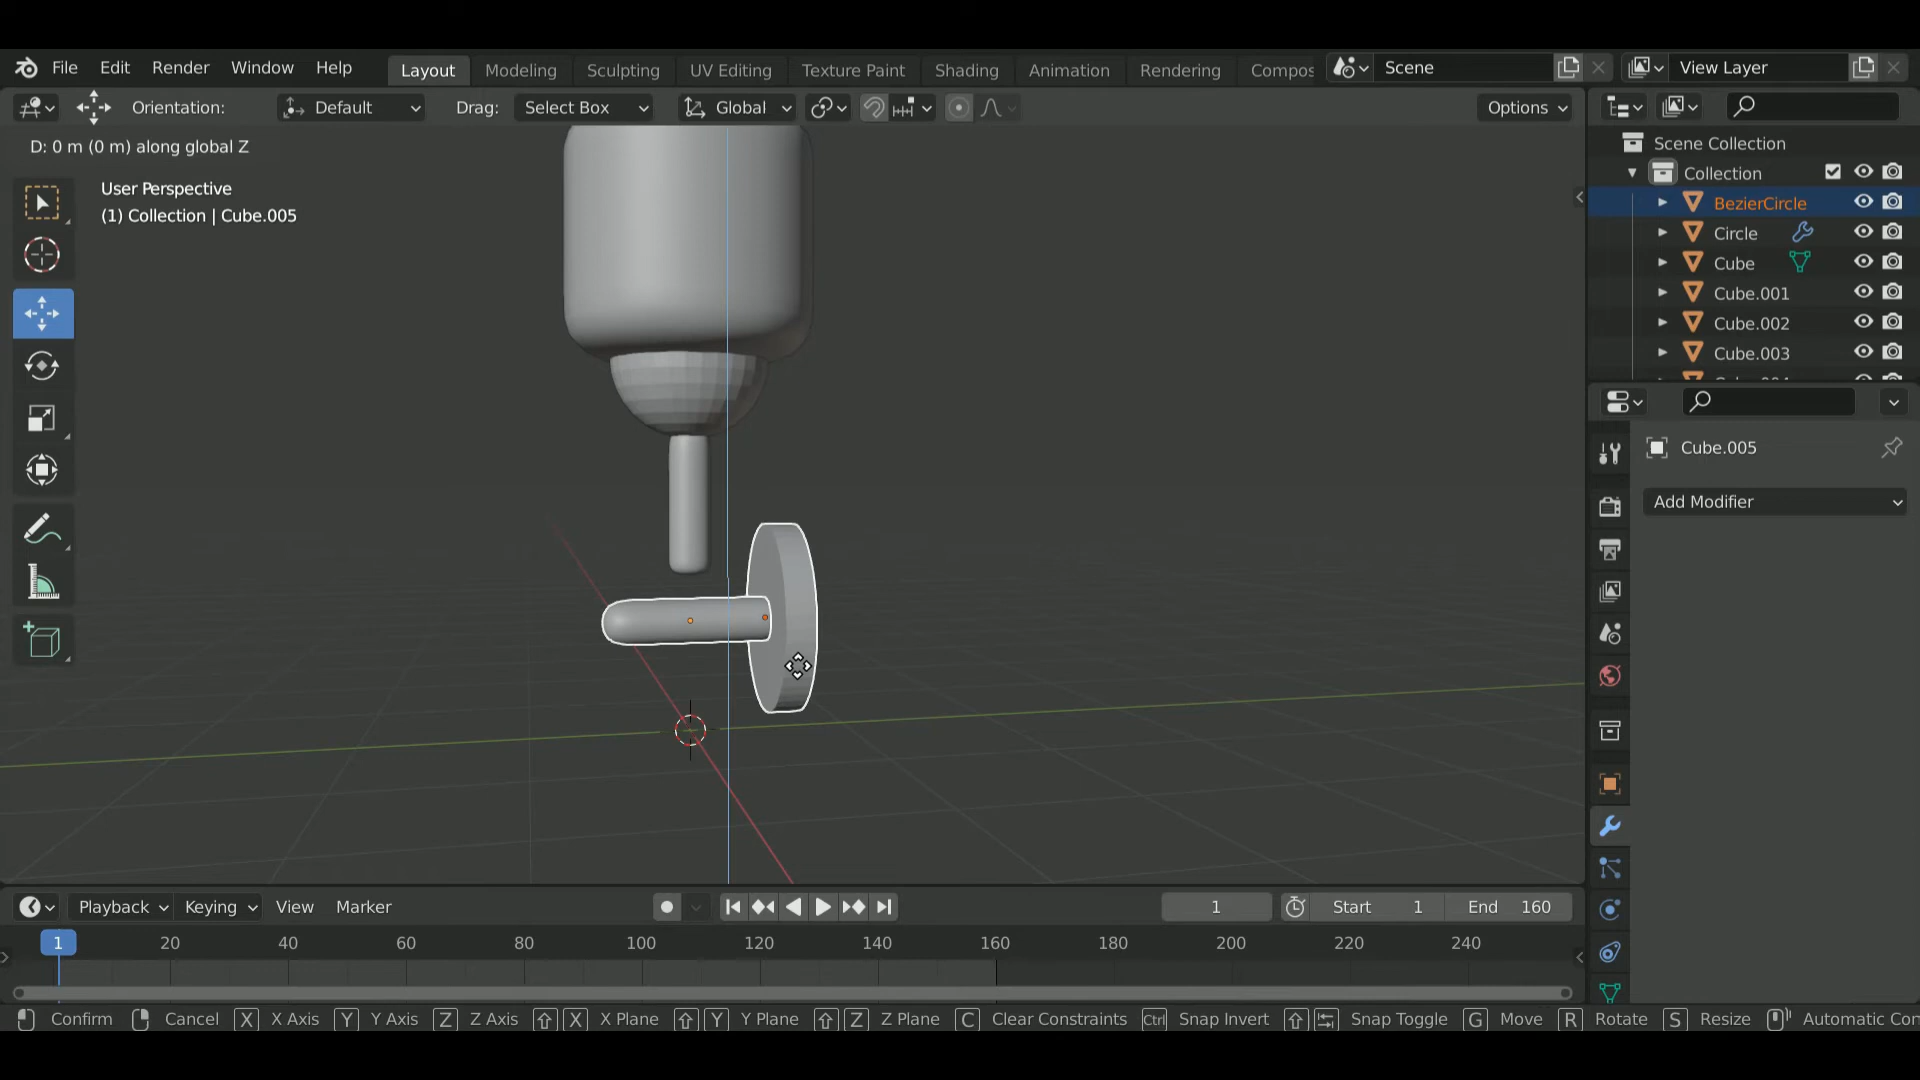 File Edit Render Window Help Layout Modeling Sculpting UV Editing Texture Paint Shading Animation Rendering Compos Scene View Layer
Orientation: Default Drag: Select Box Global Options
D: 0 m (0 m) along global Z
User Perspective
(1) Collection | Cube.005
Scene Collection
Collection
BezierCircle
Circle
Cube
Cube.001
Cube.002
Cube.003
Cube.005
Add Modifier
Playback Keying View Marker 1 Start 1 End 160
1 20 40 60 80 100 120 140 160 180 200 220 240
Confirm Cancel X X Axis Y Y Axis Z Z Axis X X Plane Y Y Plane Z Z Plane C Clear Constraints Ctrl Snap Invert Snap Toggle G Move R Rotate S Resize Automatic Con